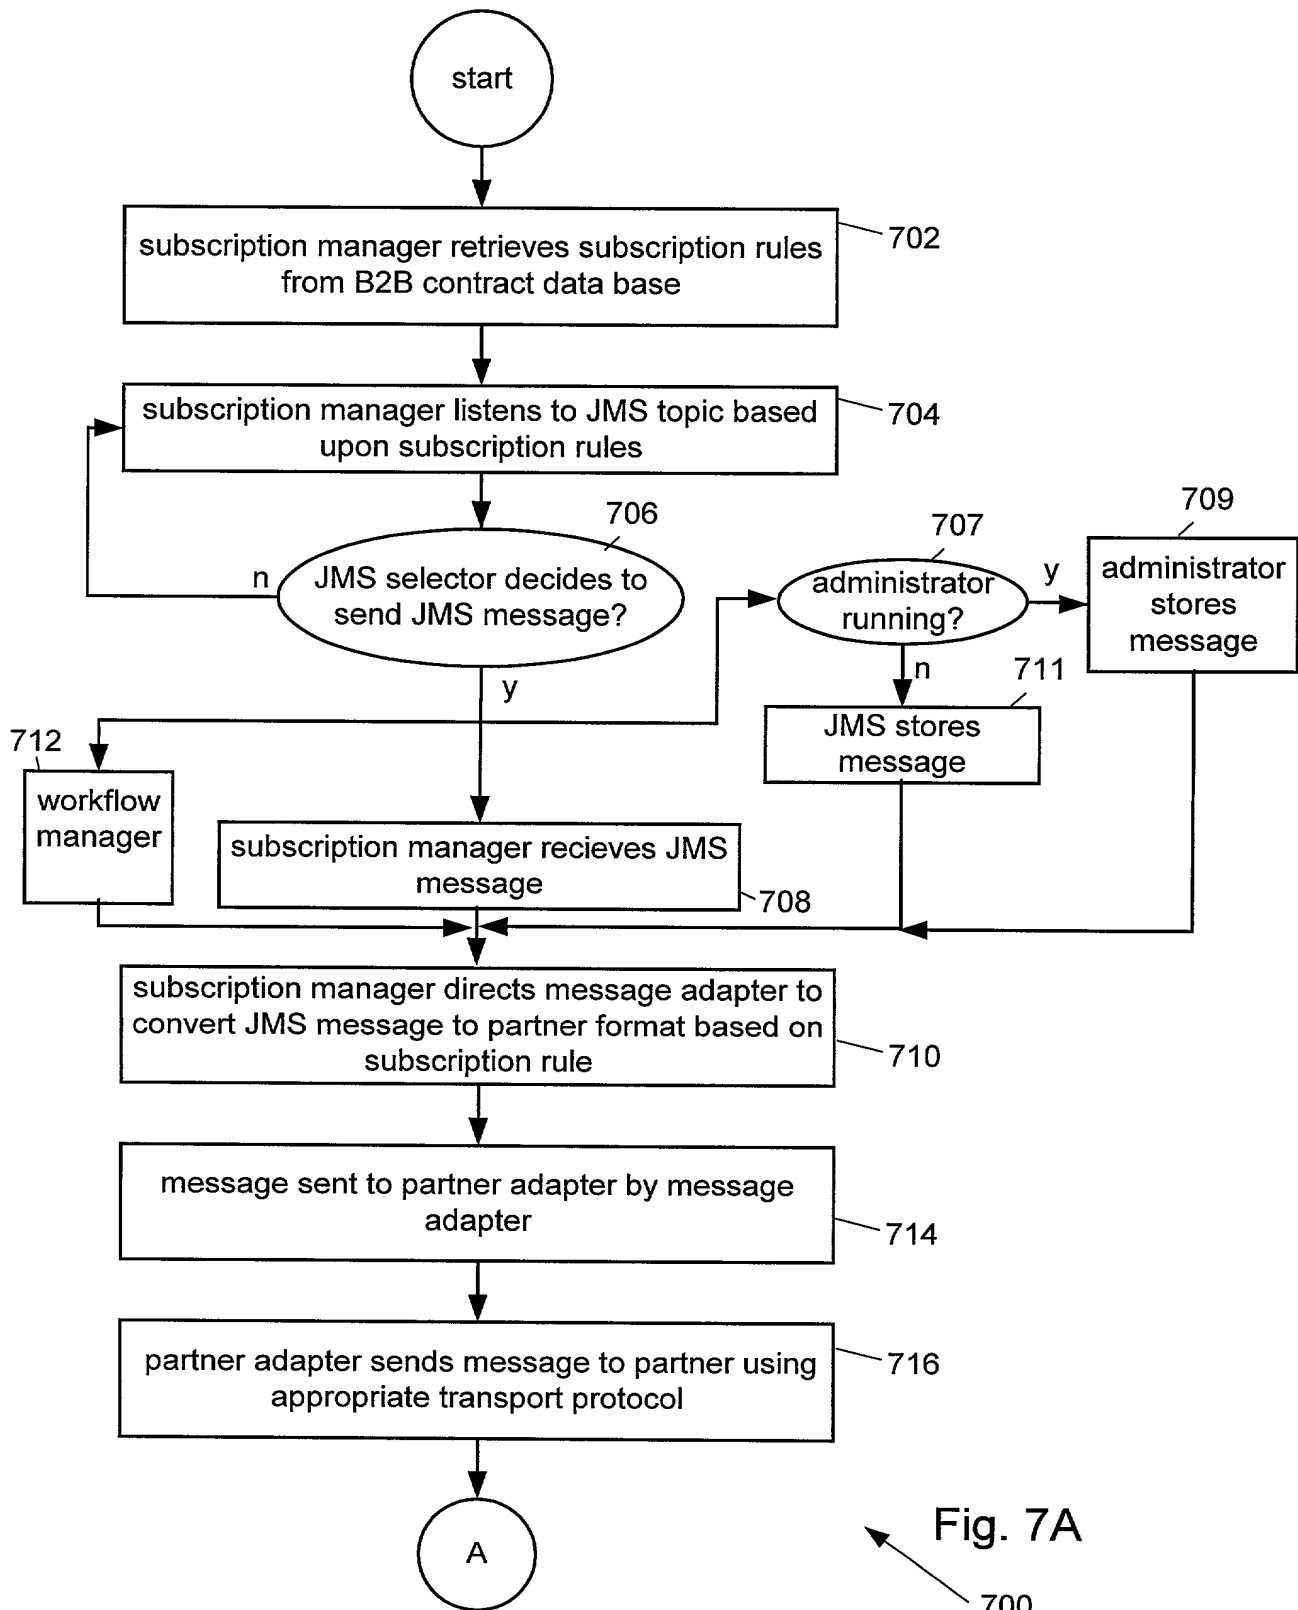 start
subscription manager retrieves subscription rules
from B2B contract data base
702
subscription manager listens to JMS topic based
upon subscription rules
704
706
n
JMS selector decides to
send JMS message?
y
707
administrator
running?
y
n
709
administrator
stores
message
711
JMS stores
message
712
workflow
manager
subscription manager recieves JMS
message
708
subscription manager directs message adapter to
convert JMS message to partner format based on
subscription rule
710
message sent to partner adapter by message
adapter
714
partner adapter sends message to partner using
appropriate transport protocol
716
A
Fig. 7A
700